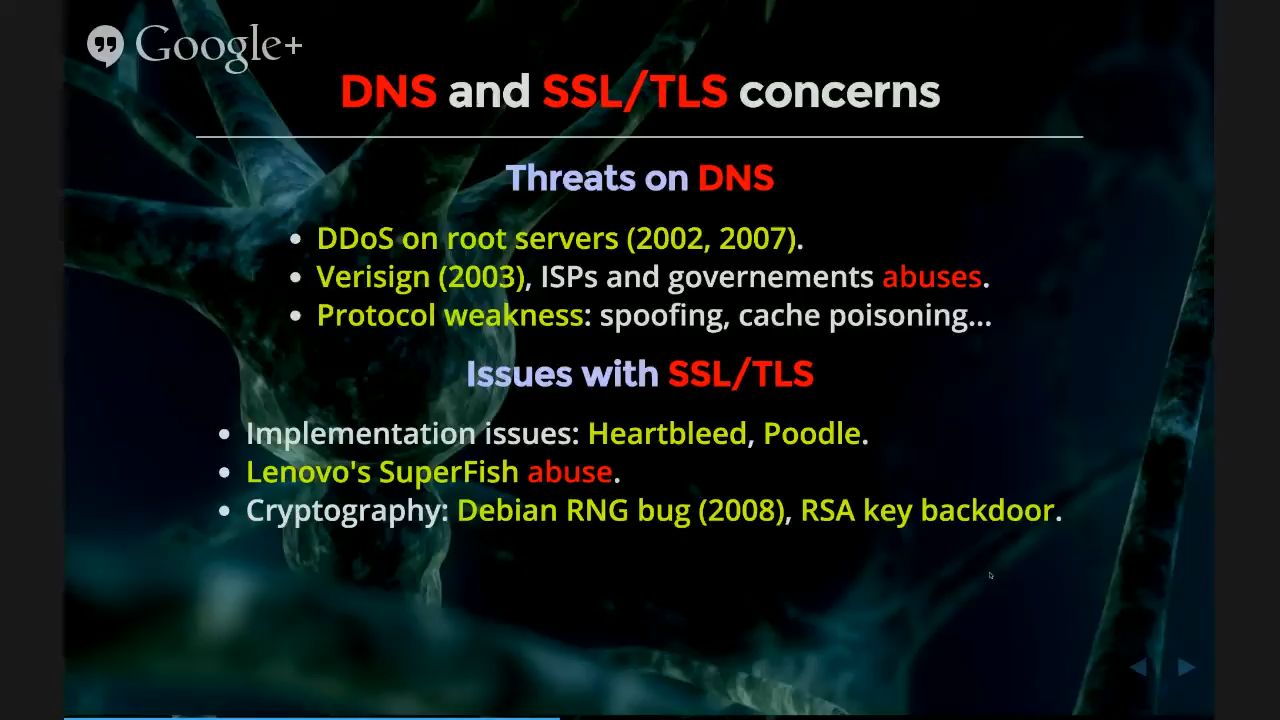 Google+
DNS and SSL/TLS concerns
Threats on DNS
• DDoS on root servers (2002, 2007).
• Verisign (2003), ISPs and governements abuses.
• Protocol weakness: spoofing, cache poisoning...
Issues with SSL/TLS
• Implementation issues: Heartbleed, Poodle.
• Lenovo's SuperFish abuse.
• Cryptography: Debian RNG bug (2008), RSA key backdoor.